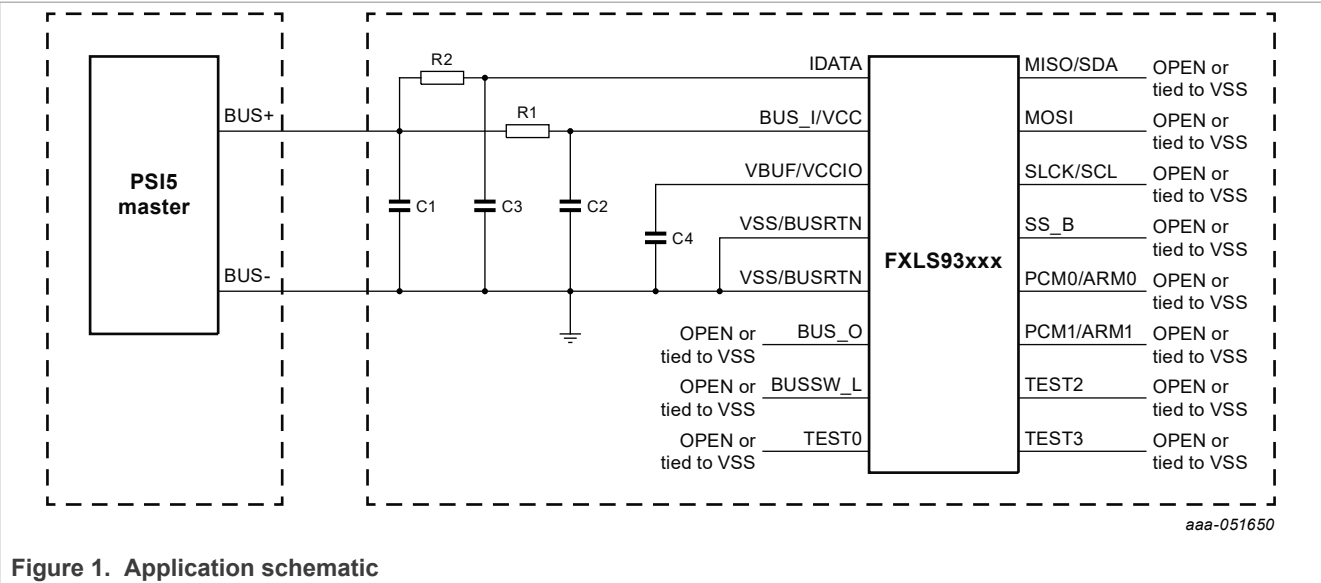 R2
IDATA
MISO/SDA
OPEN or
tied to VSS
BUS+
R1
BUS_I/VCC
MOSI
OPEN or
tied to VSS
PSI5
master
VBUF/VCCIO
SLCK/SCL
OPEN or
tied to VSS
C1
C3
C2
C4
VSS/BUSRTN
SS_B
OPEN or
tied to VSS
FXLS93xxx
BUS-
VSS/BUSRTN
PCM0/ARM0
OPEN or
tied to VSS
OPEN or
tied to VSS
BUS_O
PCM1/ARM1
OPEN or
tied to VSS
OPEN or
tied to VSS
BUSSW_L
TEST2
OPEN or
tied to VSS
OPEN or
tied to VSS
TEST0
TEST3
OPEN or
tied to VSS
aaa-051650
Figure 1. Application schematic